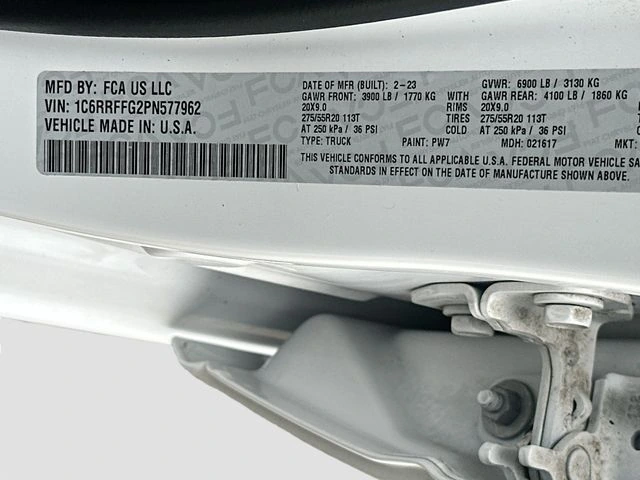 MFD BY: FCA US LLC
VIN: 1C6RRFFG2PN577962
VEHICLE MADE IN: U.S.A.
DATE OF MFR (BUILT): 2-23 GVWR: 6900 LB / 3130 KG
GAWR FRONT: 3900 LB / 1770 KG GAWR REAR: 4100 LB / 1860 KG
20X9.0 RIMS 20X9.0
275/55R20 113T TIRES 275/55R20 113T
AT 250 kPa / 36 PSI COLD AT 250 kPa / 36 PSI
TYPE: TRUCK PAINT: PW7 MDH: 021617 MKT:
THIS VEHICLE CONFORMS TO ALL APPLICABLE U.S.A. FEDERAL MOTOR VEHICLE SA
STANDARDS IN EFFECT ON THE DATE OF MANUFACTURE SHOWN ABOVE.